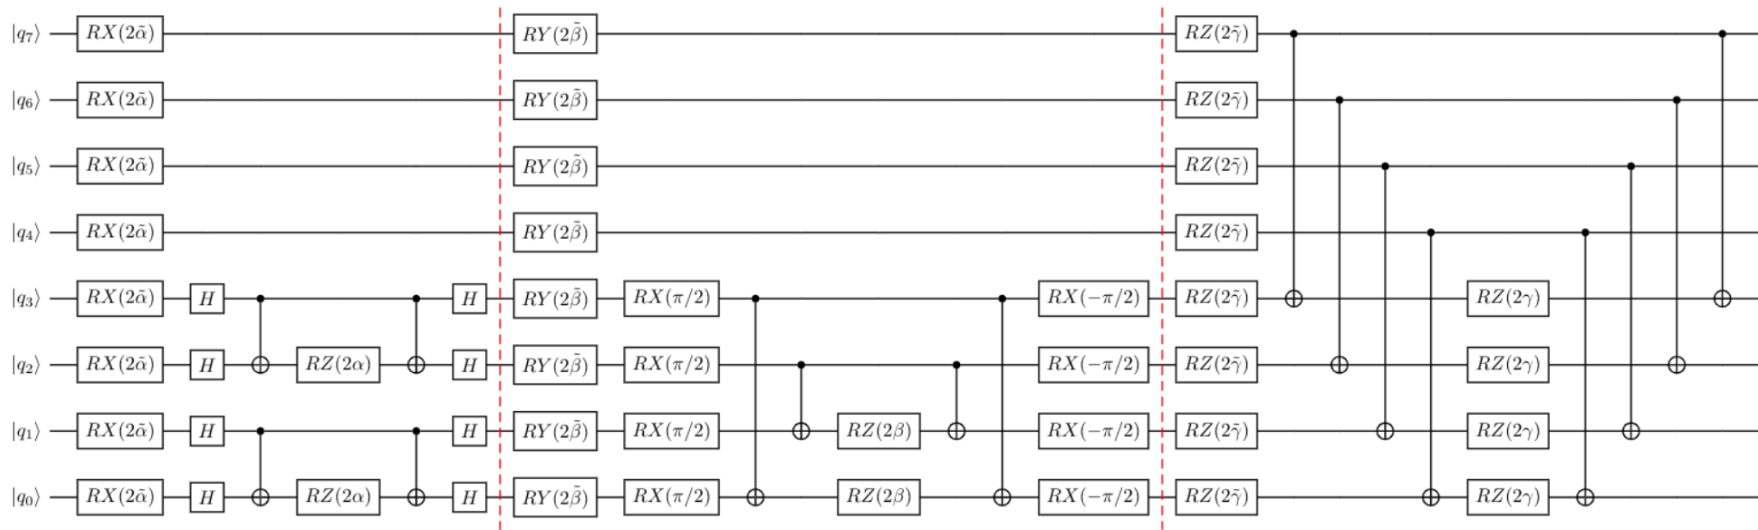 |q₇⟩ RX(2α̃) RY(2β̃) RZ(2γ̃)
|q₆⟩ RX(2α̃) RY(2β̃) RZ(2γ̃)
|q₅⟩ RX(2α̃) RY(2β̃) RZ(2γ̃)
|q₄⟩ RX(2α̃) RY(2β̃) RZ(2γ̃)
|q₃⟩ RX(2α̃) H H RY(2β̃) RX(π/2) RX(−π/2) RZ(2γ̃) RZ(2γ)
|q₂⟩ RX(2α̃) H RZ(2α) H RY(2β̃) RX(π/2) RX(−π/2) RZ(2γ̃) RZ(2γ)
|q₁⟩ RX(2α̃) H H RY(2β̃) RX(π/2) RZ(2β) RX(−π/2) RZ(2γ̃) RZ(2γ)
|q₀⟩ RX(2α̃) H RZ(2α) H RY(2β̃) RX(π/2) RZ(2β) RX(−π/2) RZ(2γ̃) RZ(2γ)